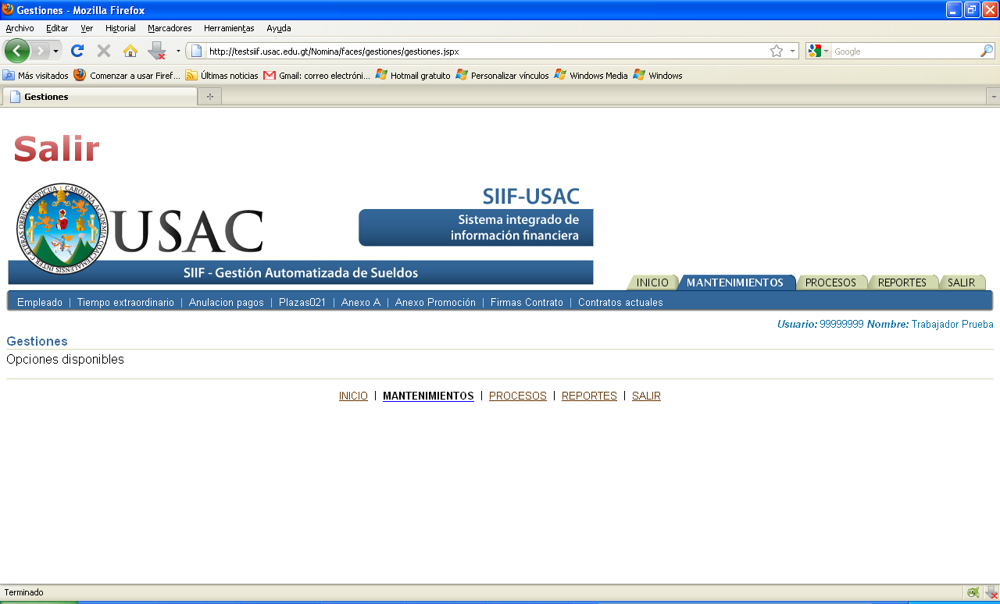 Gestiones - Mozilla Firefox
Archivo Editar Ver Historial Marcadores Herramientas Ayuda
http://testsiif.usac.edu.gt/Nomina/faces/gestiones/gestiones.jspx Google
Más visitados Comenzar a usar Firef... Últimas noticias Gmail: correo electróni... Hotmail gratuito Personalizar vínculos Windows Media Windows
Gestiones
Salir
SIIF-USAC
USAC
Sistema integrado de
información financiera
SIIF - Gestión Automatizada de Sueldos
INICIO MANTENIMIENTOS PROCESOS REPORTES SALIR
Empleado | Tiempo extraordinario | Anulacion pagos | Plazas021 | Anexo A | Anexo Promoción | Firmas Contrato | Contratos actuales
Usuario: 99999999 Nombre: Trabajador Prueba
Gestiones
Opciones disponibles
INICIO | MANTENIMIENTOS | PROCESOS | REPORTES | SALIR
Terminado